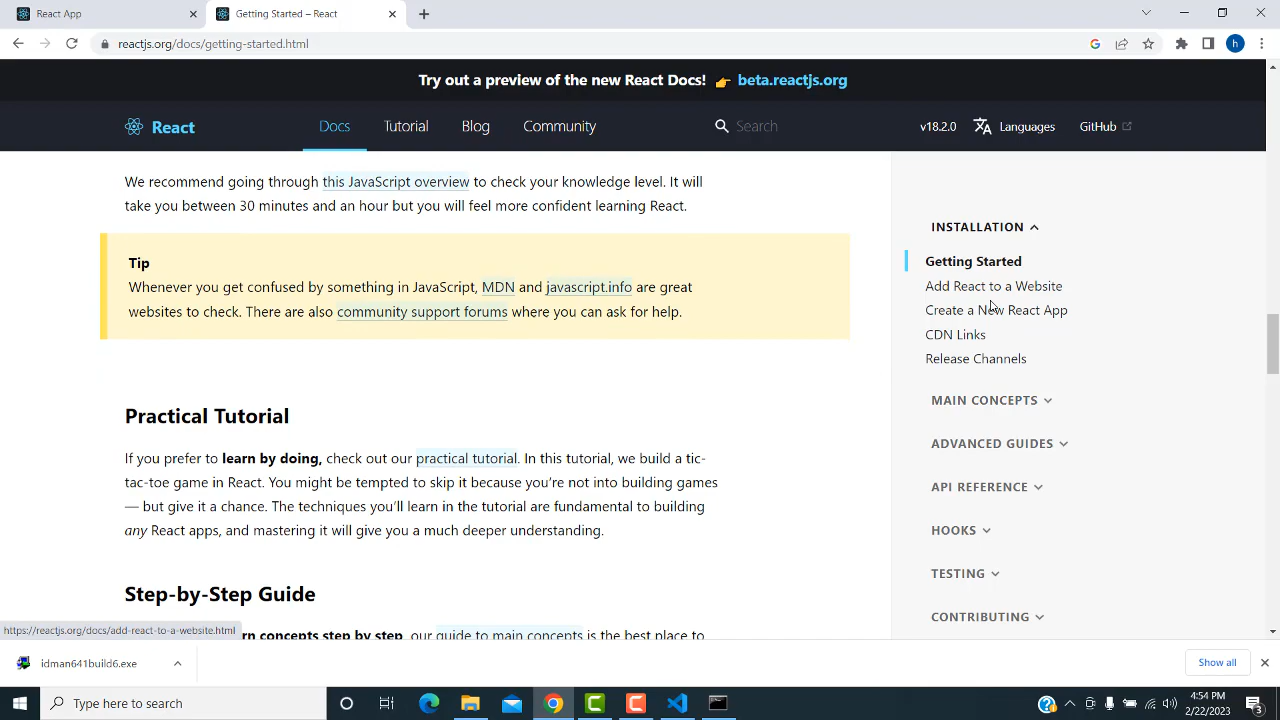 React App
Getting Started – React
reactjs.org/docs/getting-started.html
h
Try out a preview of the new React Docs! 👉 beta.reactjs.org
React
Docs
Tutorial
Blog
Community
Search
v18.2.0
Languages
GitHub
We recommend going through this JavaScript overview to check your knowledge level. It will
take you between 30 minutes and an hour but you will feel more confident learning React.
Tip
Whenever you get confused by something in JavaScript, MDN and javascript.info are great
websites to check. There are also community support forums where you can ask for help.
Practical Tutorial
If you prefer to learn by doing, check out our practical tutorial. In this tutorial, we build a tic-
tac-toe game in React. You might be tempted to skip it because you’re not into building games
— but give it a chance. The techniques you’ll learn in the tutorial are fundamental to building
any React apps, and mastering it will give you a much deeper understanding.
Step-by-Step Guide
rn concepts step by step, our guide to main concepts is the best place to
INSTALLATION
Getting Started
Add React to a Website
Create a New React App
CDN Links
Release Channels
MAIN CONCEPTS
ADVANCED GUIDES
API REFERENCE
HOOKS
TESTING
CONTRIBUTING
https://reactjs.org/docs/add-react-to-a-website.html
idman641build6.exe
Show all
Type here to search
4:54 PM
2/22/2023
3